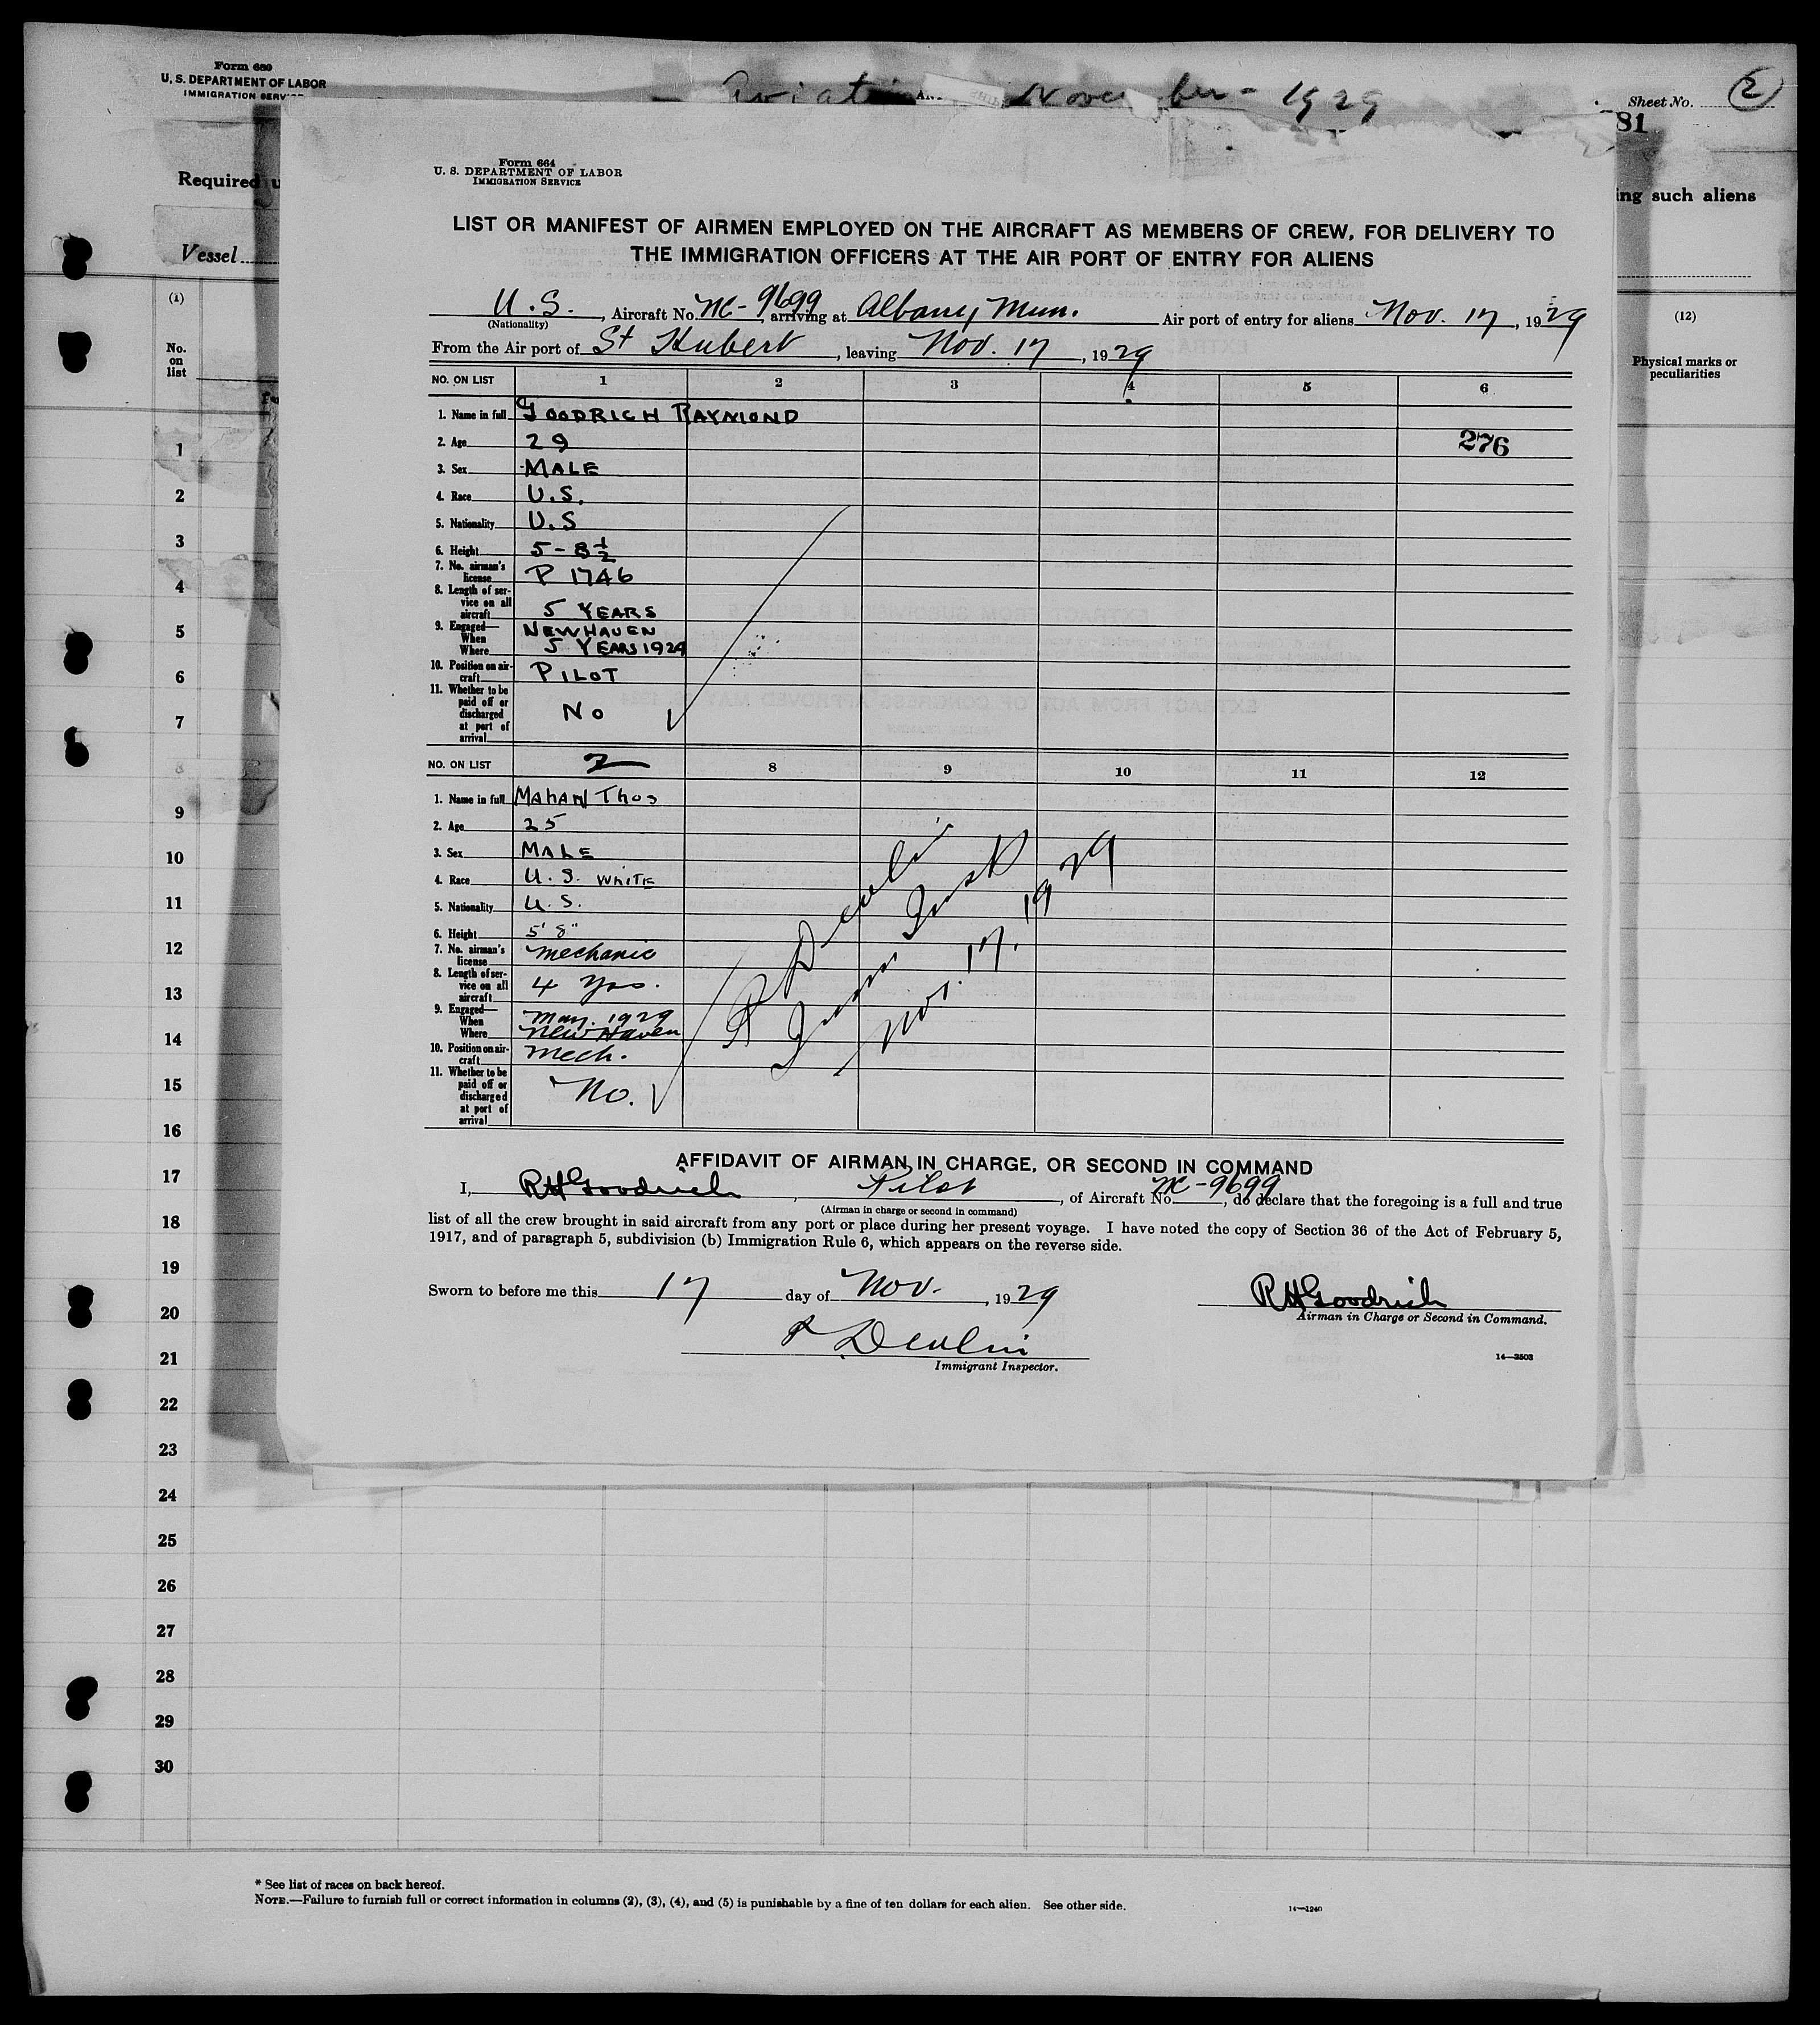 Form 689
U. S. DEPARTMENT OF LABOR
IMMIGRATION
November - 1929
Sheet No. 2
81
Required
ing such aliens
Vessel
(1)
No.
on
list
(12)
Physical marks or
peculiarities
Form 664
U. S. DEPARTMENT OF LABOR
IMMIGRATION SERVICE
LIST OR MANIFEST OF AIRMEN EMPLOYED ON THE AIRCRAFT AS MEMBERS OF CREW, FOR DELIVERY TO
THE IMMIGRATION OFFICERS AT THE AIR PORT OF ENTRY FOR ALIENS
U.S., Aircraft No. NC-9699, arriving at Albany, Mun. Air port of entry for aliens Nov. 17, 1929
(Nationality)
From the Air port of St Hubert, leaving Nov. 17, 1929
NO. ON LIST 1 2 3 4 5 6
1. Name in full GOODRICH RAYMOND
2. Age 29 276
3. Sex MALE
4. Race U.S.
5. Nationality U.S
6. Height 5-8½
7. No. airman's
license P 1746
8. Length of ser-
vice on all
aircraft 5 YEARS
9. Engaged— NEW HAVEN
When
Where 5 YEARS 1924
10. Position on air-
craft PILOT
11. Whether to be
paid off or
discharged No
at port of
arrival
NO. ON LIST 2 8 9 10 11 12
1. Name in full MAHAN Thos
2. Age 25
3. Sex MALE
4. Race U.S. WHITE
5. Nationality U.S.
6. Height 5' 8"
7. No. airman's
license mechanic
8. Length of ser-
vice on all
aircraft 4 yrs.
9. Engaged—
When May. 1929
Where New Haven
10. Position on air-
craft Mech.
11. Whether to be
paid off or
discharged No.
at port of
arrival
P Devlin
Imm Insp
Nov. 17. 1929
AFFIDAVIT OF AIRMAN IN CHARGE, OR SECOND IN COMMAND
I, RH Goodrich, Pilot, of Aircraft No. NC-9699, do declare that the foregoing is a full and true
(Airman in charge or second in command)
list of all the crew brought in said aircraft from any port or place during her present voyage. I have noted the copy of Section 36 of the Act of February 5,
1917, and of paragraph 5, subdivision (b) Immigration Rule 6, which appears on the reverse side.
Sworn to before me this 17 day of Nov., 1929
RH Goodrich
Airman in Charge or Second in Command.
P Devlin
Immigrant Inspector.
14—2503
1
2
3
4
5
6
7
8
9
10
11
12
13
14
15
16
17
18
19
20
21
22
23
24
25
26
27
28
29
30
* See list of races on back hereof.
NOTE.—Failure to furnish full or correct information in columns (2), (3), (4), and (5) is punishable by a fine of ten dollars for each alien. See other side.
14—1240